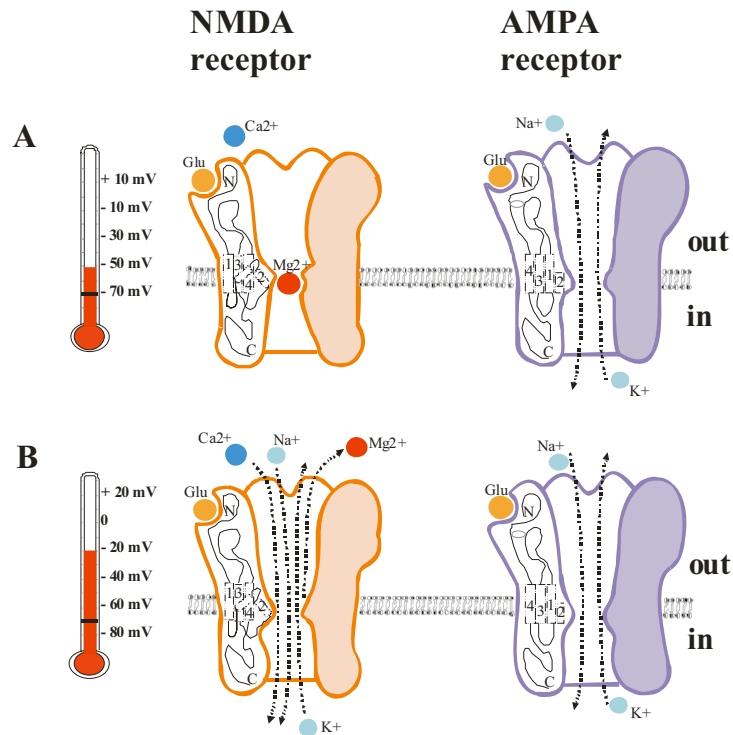 NMDA
receptor
AMPA
receptor
A
Ca2+
Na+
Glu
Glu
N
N
+ 10 mV
- 10 mV
- 30 mV
- 50 mV
- 70 mV
1 3 2 4
Mg2+
4 3 1 2
out
in
C
C
K+
B
Ca2+
Na+
Mg2+
Na+
Glu
Glu
N
N
+ 20 mV
0
- 20 mV
- 40 mV
- 60 mV
- 80 mV
1 3 2 4
4 3 1 2
out
in
C
C
K+
K+